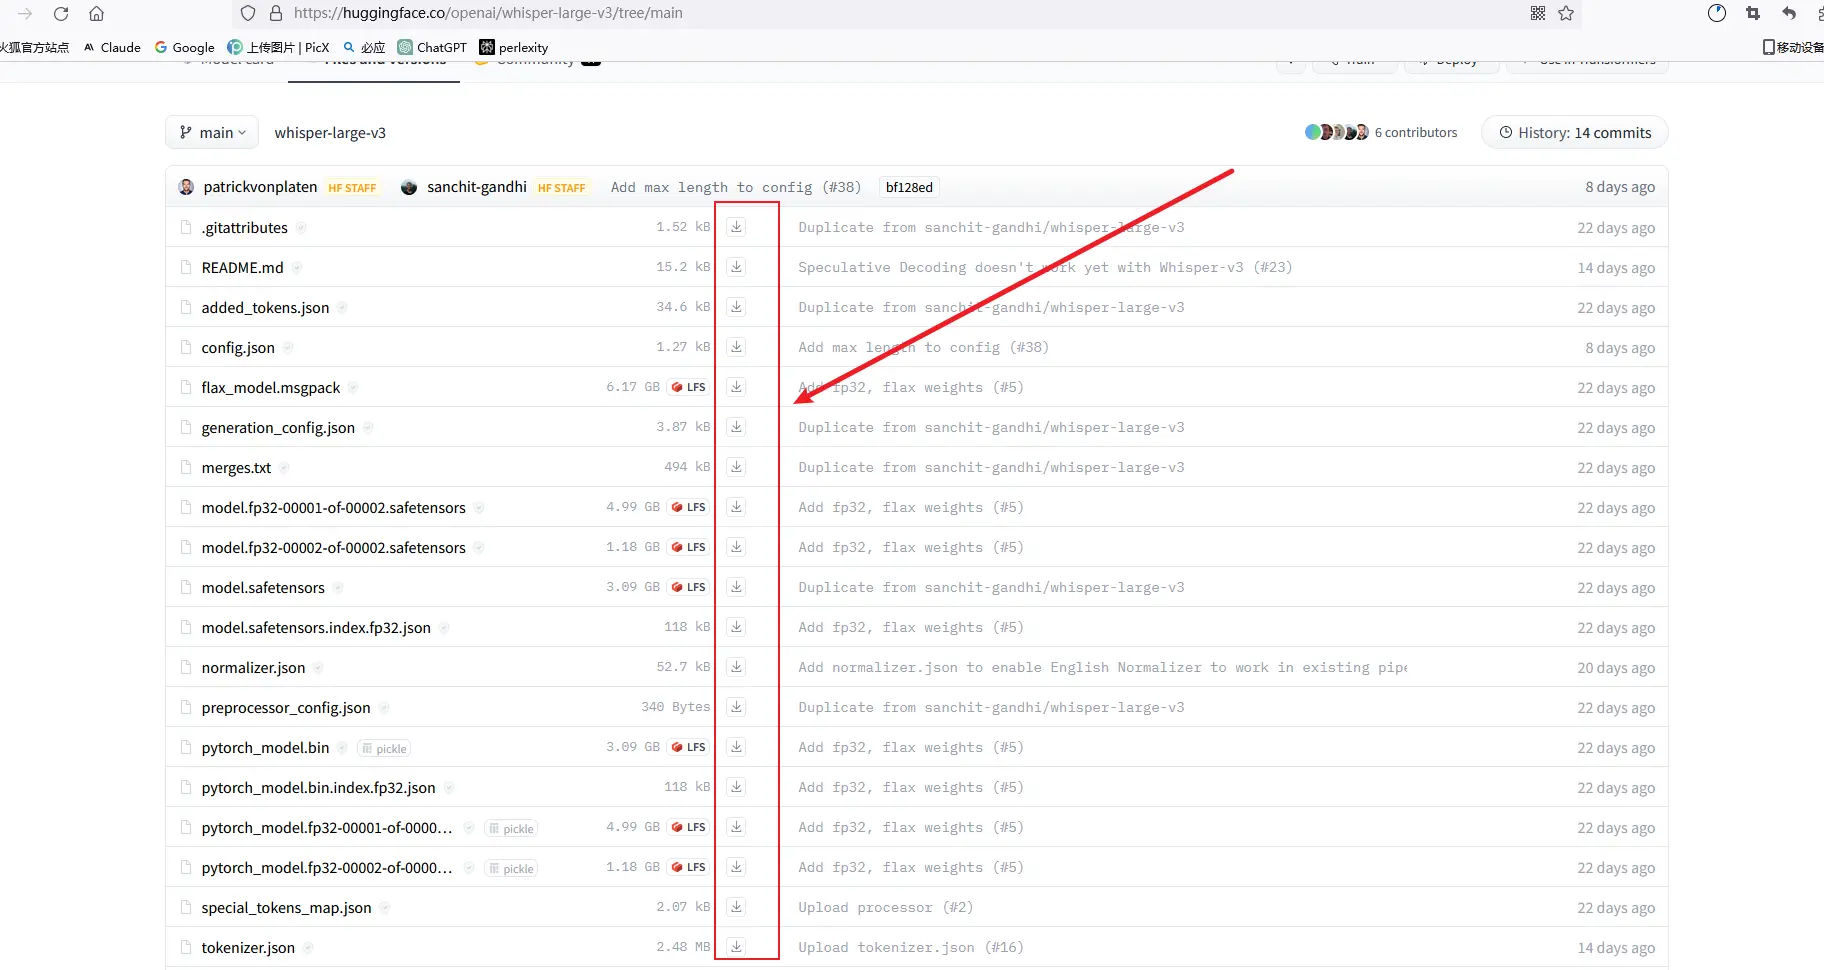 https://huggingface.co/openai/whisper-large-v3/tree/main
火狐官方站点 Claude Google 上传图片 | PicX 必应 ChatGPT perlexity 移动设备
Model card Files and versions Community Train Deploy Use in Transformers
main whisper-large-v3 6 contributors History: 14 commits
patrickvonplaten HF STAFF sanchit-gandhi HF STAFF Add max length to config (#38) bf128ed 8 days ago
.gitattributes 1.52 kB Duplicate from sanchit-gandhi/whisper-large-v3 22 days ago
README.md 15.2 kB Speculative Decoding doesn't work yet with Whisper-v3 (#23) 14 days ago
added_tokens.json 34.6 kB Duplicate from sanchit-gandhi/whisper-large-v3 22 days ago
config.json 1.27 kB Add max length to config (#38) 8 days ago
flax_model.msgpack 6.17 GB LFS Add fp32, flax weights (#5) 22 days ago
generation_config.json 3.87 kB Duplicate from sanchit-gandhi/whisper-large-v3 22 days ago
merges.txt 494 kB Duplicate from sanchit-gandhi/whisper-large-v3 22 days ago
model.fp32-00001-of-00002.safetensors 4.99 GB LFS Add fp32, flax weights (#5) 22 days ago
model.fp32-00002-of-00002.safetensors 1.18 GB LFS Add fp32, flax weights (#5) 22 days ago
model.safetensors 3.09 GB LFS Duplicate from sanchit-gandhi/whisper-large-v3 22 days ago
model.safetensors.index.fp32.json 118 kB Add fp32, flax weights (#5) 22 days ago
normalizer.json 52.7 kB Add normalizer.json to enable English Normalizer to work in existing pipe 20 days ago
preprocessor_config.json 340 Bytes Duplicate from sanchit-gandhi/whisper-large-v3 22 days ago
pytorch_model.bin pickle 3.09 GB LFS Add fp32, flax weights (#5) 22 days ago
pytorch_model.bin.index.fp32.json 118 kB Add fp32, flax weights (#5) 22 days ago
pytorch_model.fp32-00001-of-0000… pickle 4.99 GB LFS Add fp32, flax weights (#5) 22 days ago
pytorch_model.fp32-00002-of-0000… pickle 1.18 GB LFS Add fp32, flax weights (#5) 22 days ago
special_tokens_map.json 2.07 kB Upload processor (#2) 22 days ago
tokenizer.json 2.48 MB Upload tokenizer.json (#16) 14 days ago